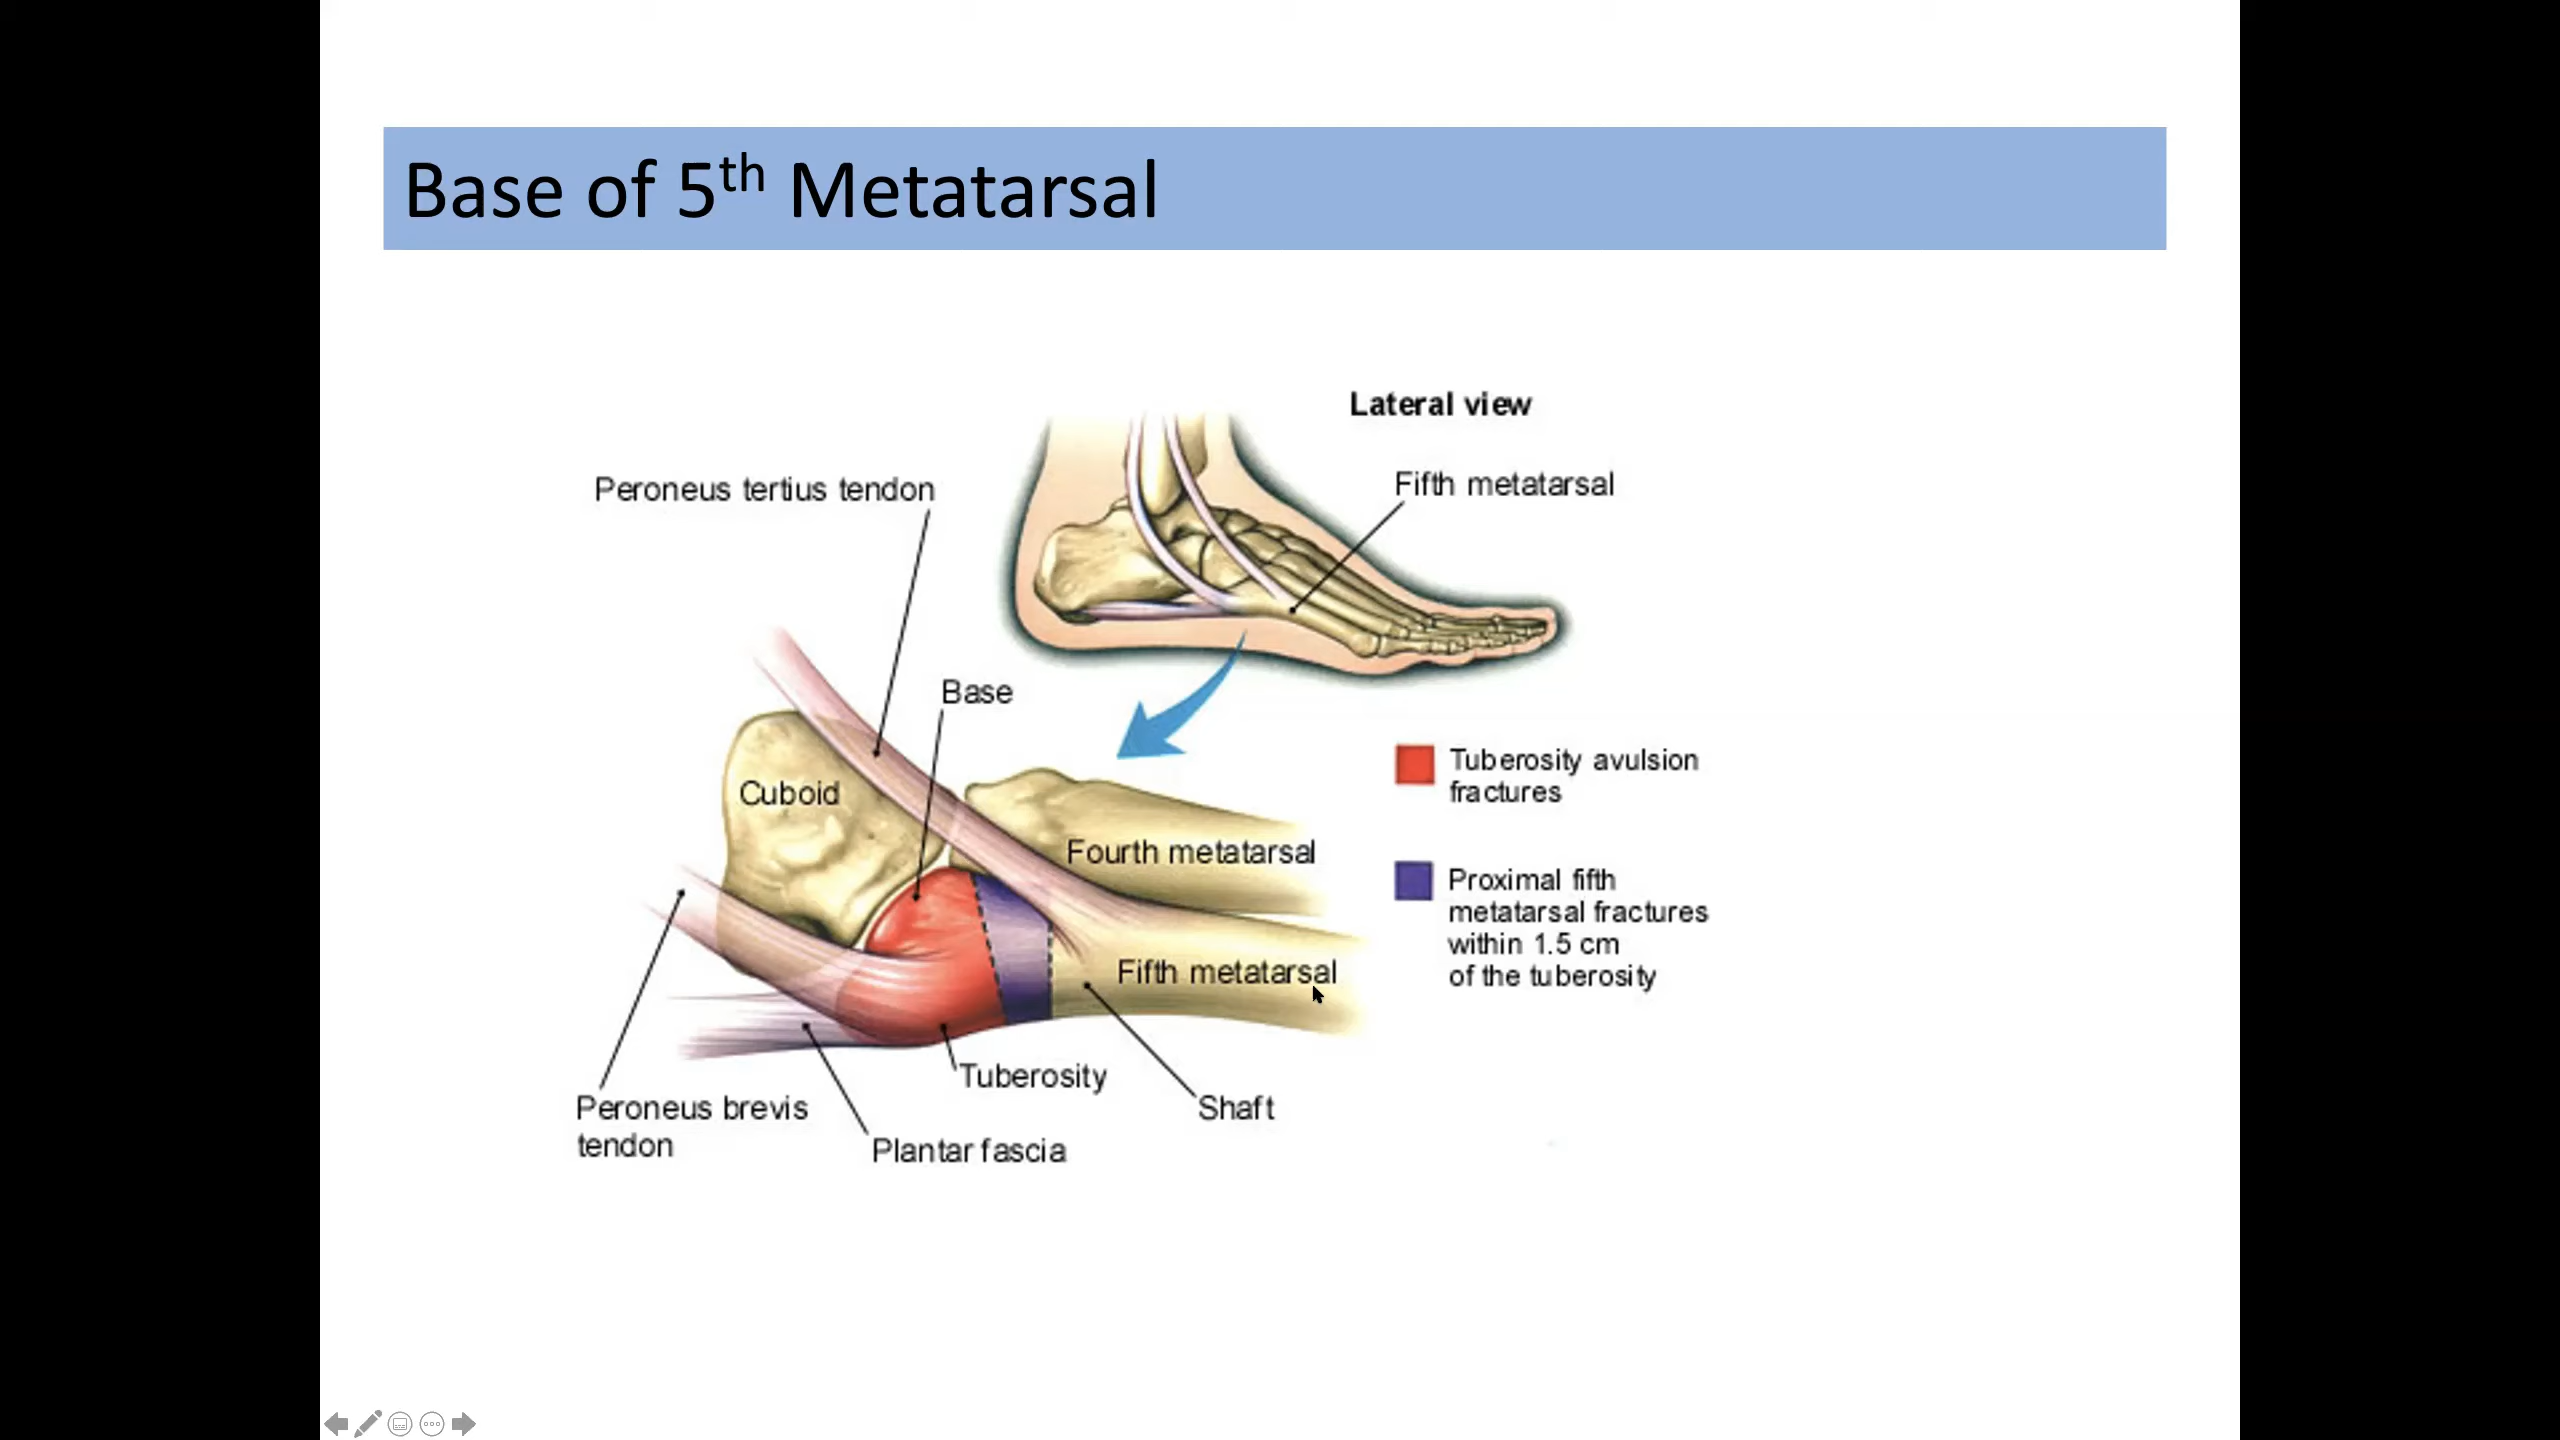 Base of 5th Metatarsal
Lateral view
Peroneus tertius tendon
Fifth metatarsal
Base
Cuboid
Tuberosity avulsion
fractures
Fourth metatarsal
Proximal fifth
metatarsal fractures
within 1.5 cm
of the tuberosity
Fifth metatarsal
Tuberosity
Peroneus brevis
tendon
Shaft
Plantar fascia